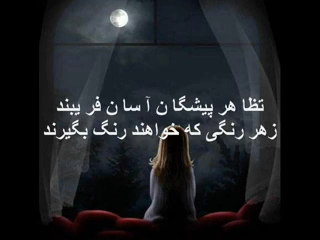 تظا هر پیشگا ن آ سا ن فر یبند
زهر رنگی که خواهند رنگ بگیرند